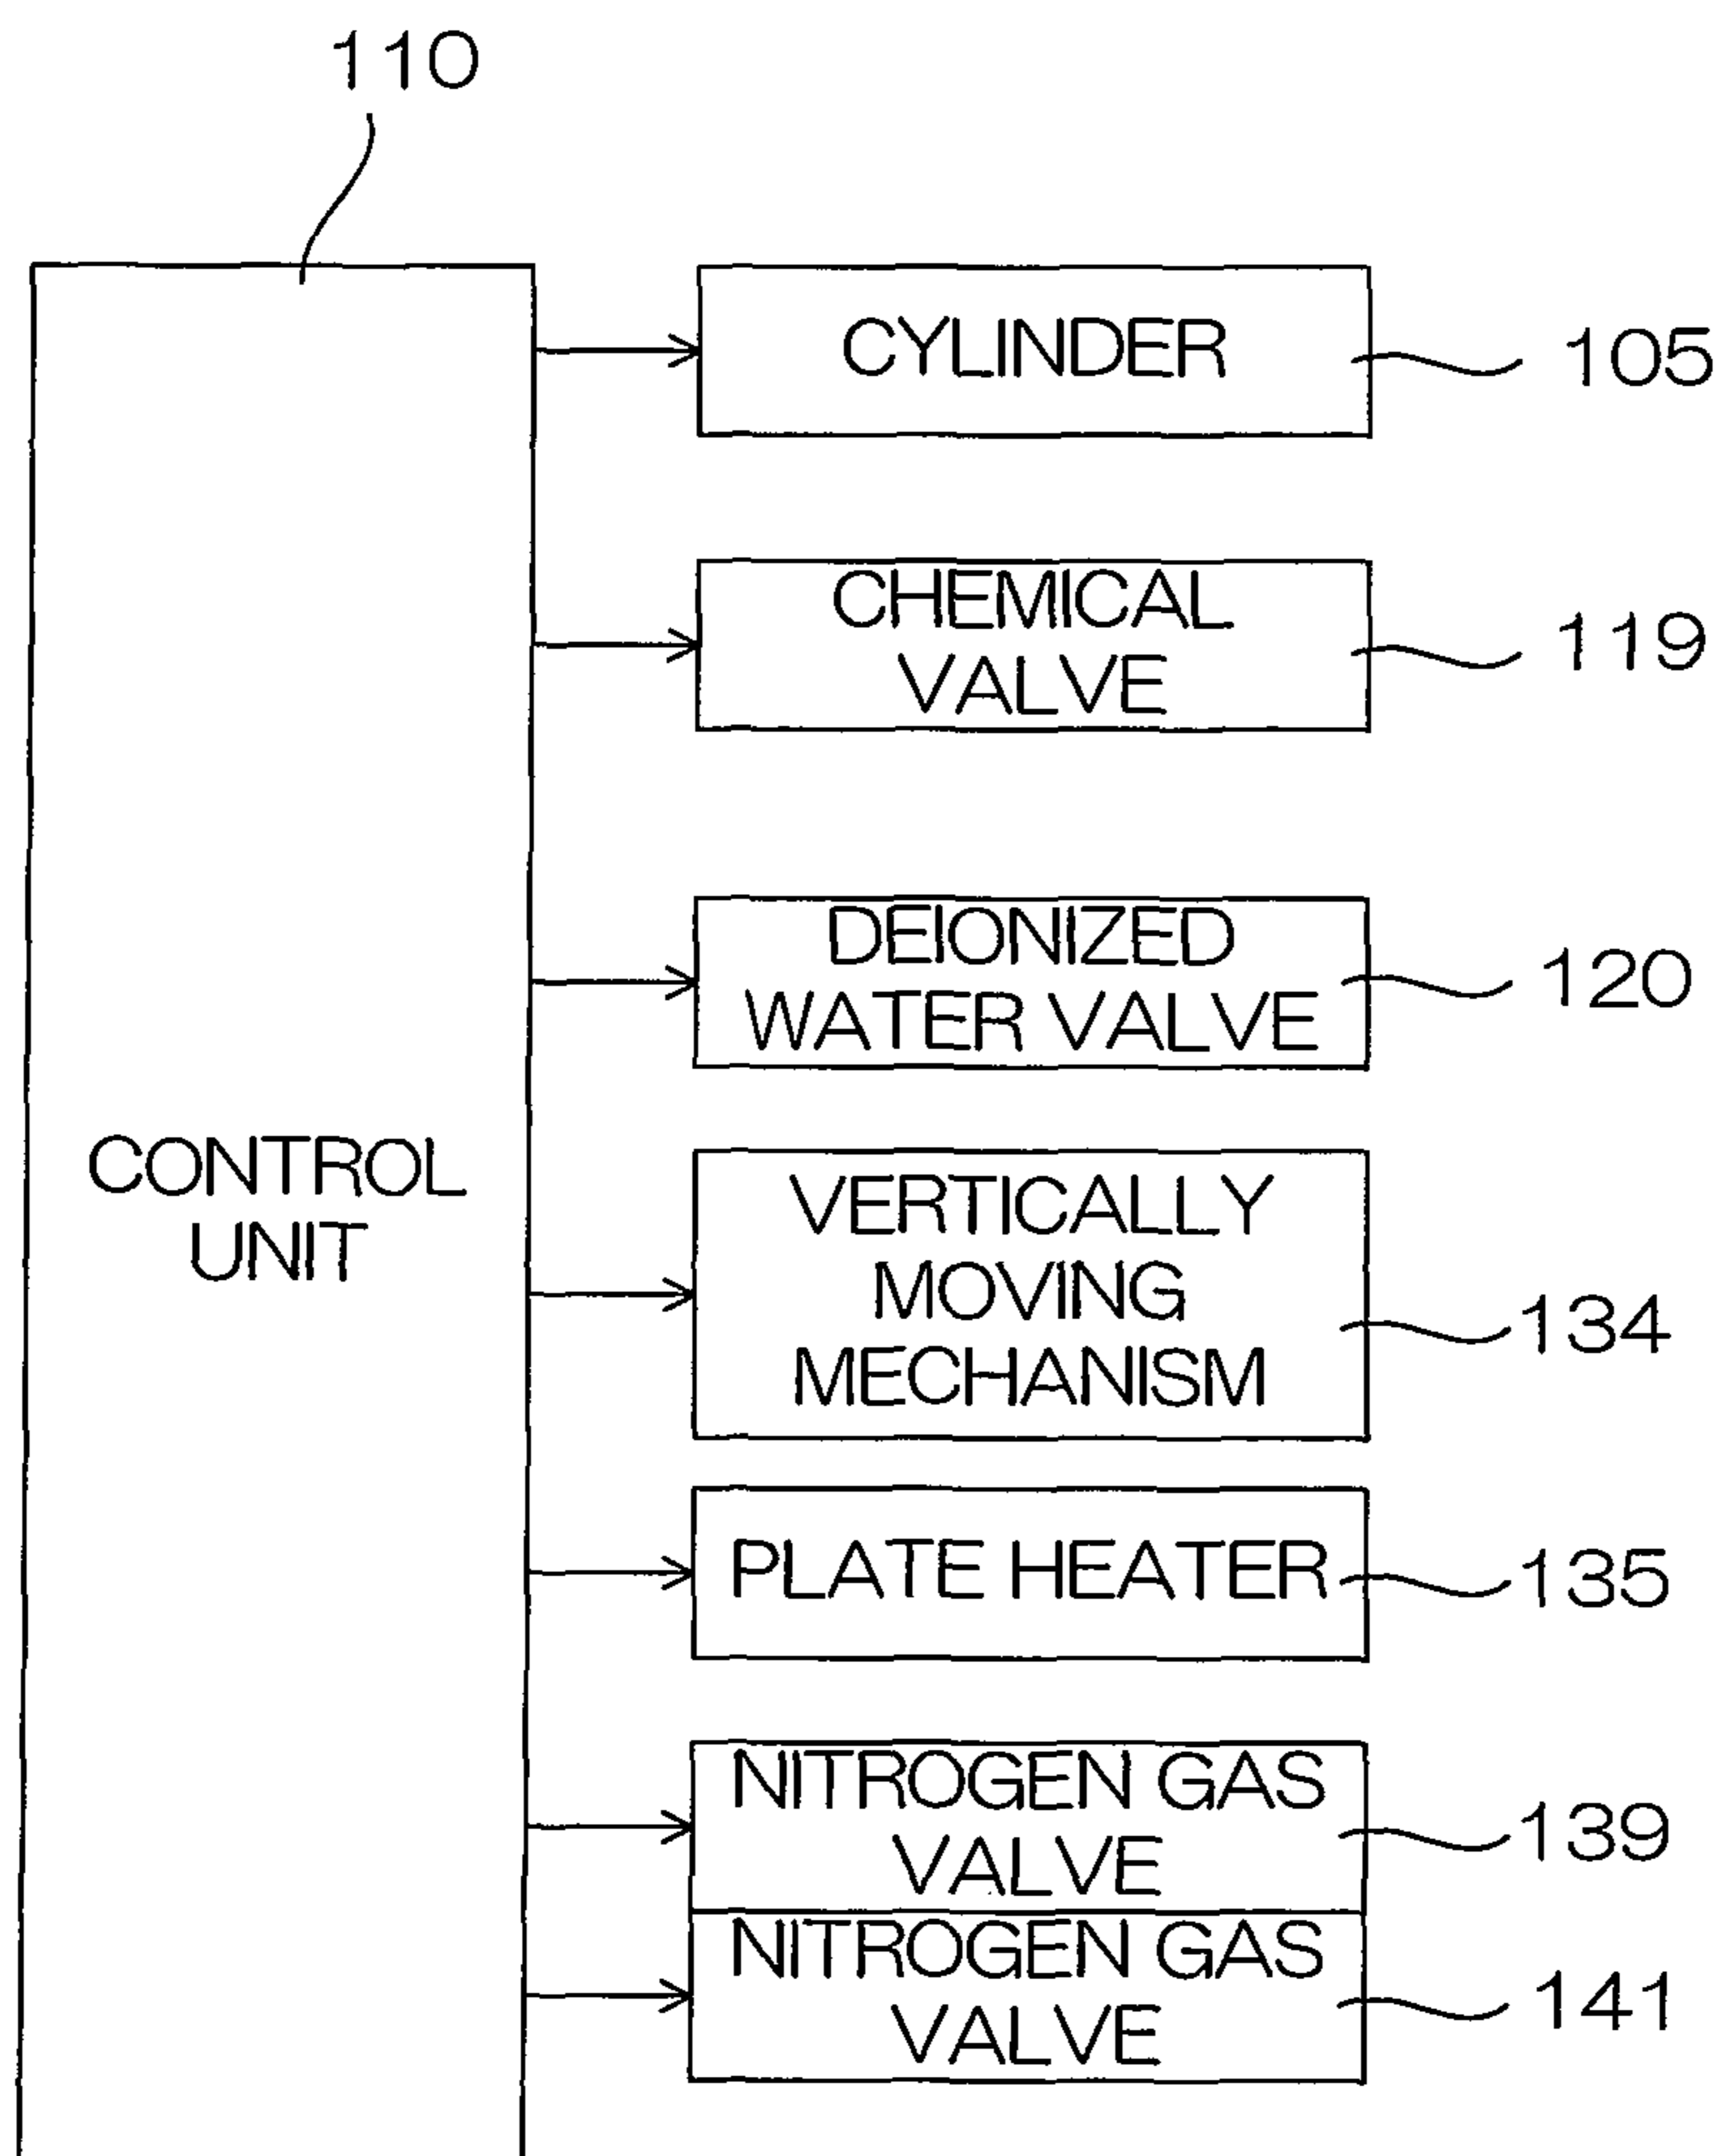 110
CYLINDER
105
CHEMICAL
VALVE
119
DEIONIZED
WATER VALVE
120
CONTROL
UNIT
VERTICALLY
MOVING
MECHANISM
134
PLATE HEATER
135
NITROGEN GAS
VALVE
139
NITROGEN GAS
VALVE
141